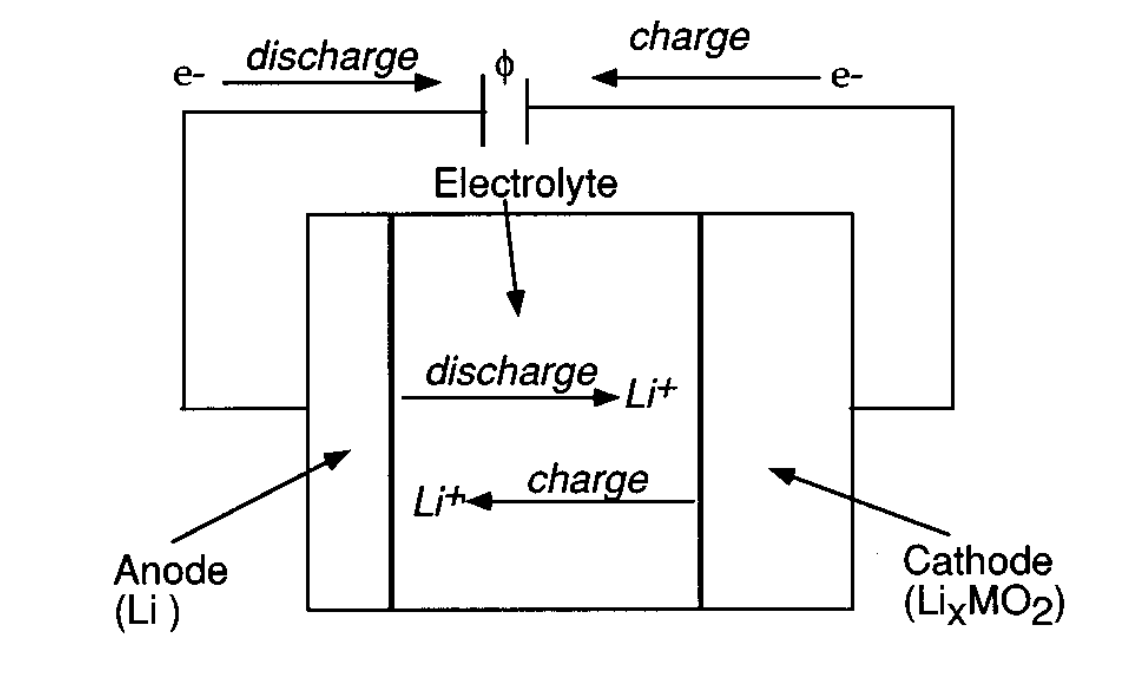 e- discharge ϕ charge e-
Electrolyte
discharge Li+
Li+ charge
Anode
(Li )
Cathode
(LixMO2)